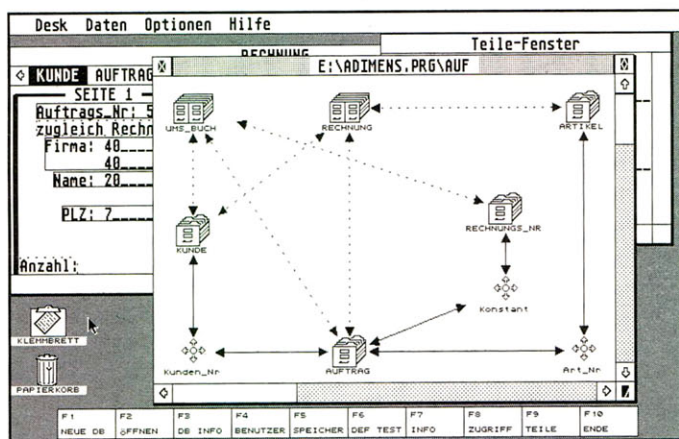 Desk Daten Optionen Hilfe
RECHNUNG
Teile-Fenster
KUNDE AUFTRAG
E:\ADIMENS.PRG\AUF
SEITE 1
Auftrags_Nr: 5
zugleich Rechn
Firma: 40
40
Name: 20
PLZ: 7
Anzahl:
UMS_BUCH
RECHNUNG
ARTIKEL
KUNDE
RECHNUNGS_NR
Konstant
Kunden_Nr
AUFTRAG
Art_Nr
KLEMMBRETT
PAPIERKORB
F1 F2 F3 F4 F5 F6 F7 F8 F9 F10
NEUE DB öFFNEN DB INFO BENUTZER SPEICHER DEF TEST INFO ZUGRIFF TEILE ENDE